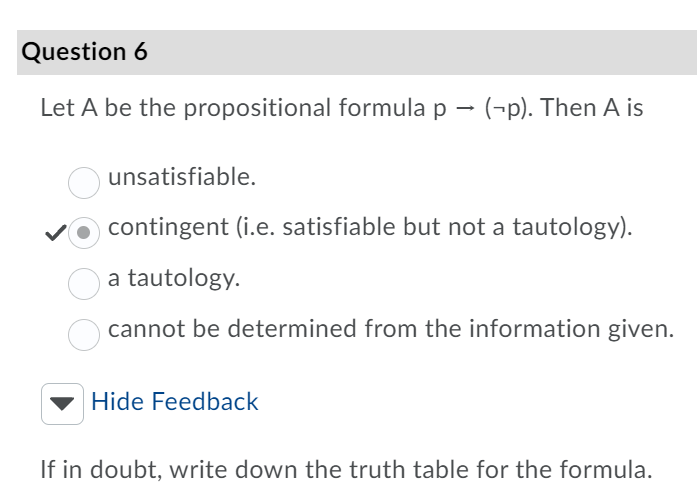 Question 6
Let A be the propositional formula p → (¬p). Then A is
unsatisfiable.
contingent (i.e. satisfiable but not a tautology).
a tautology.
cannot be determined from the information given.
Hide Feedback
If in doubt, write down the truth table for the formula.